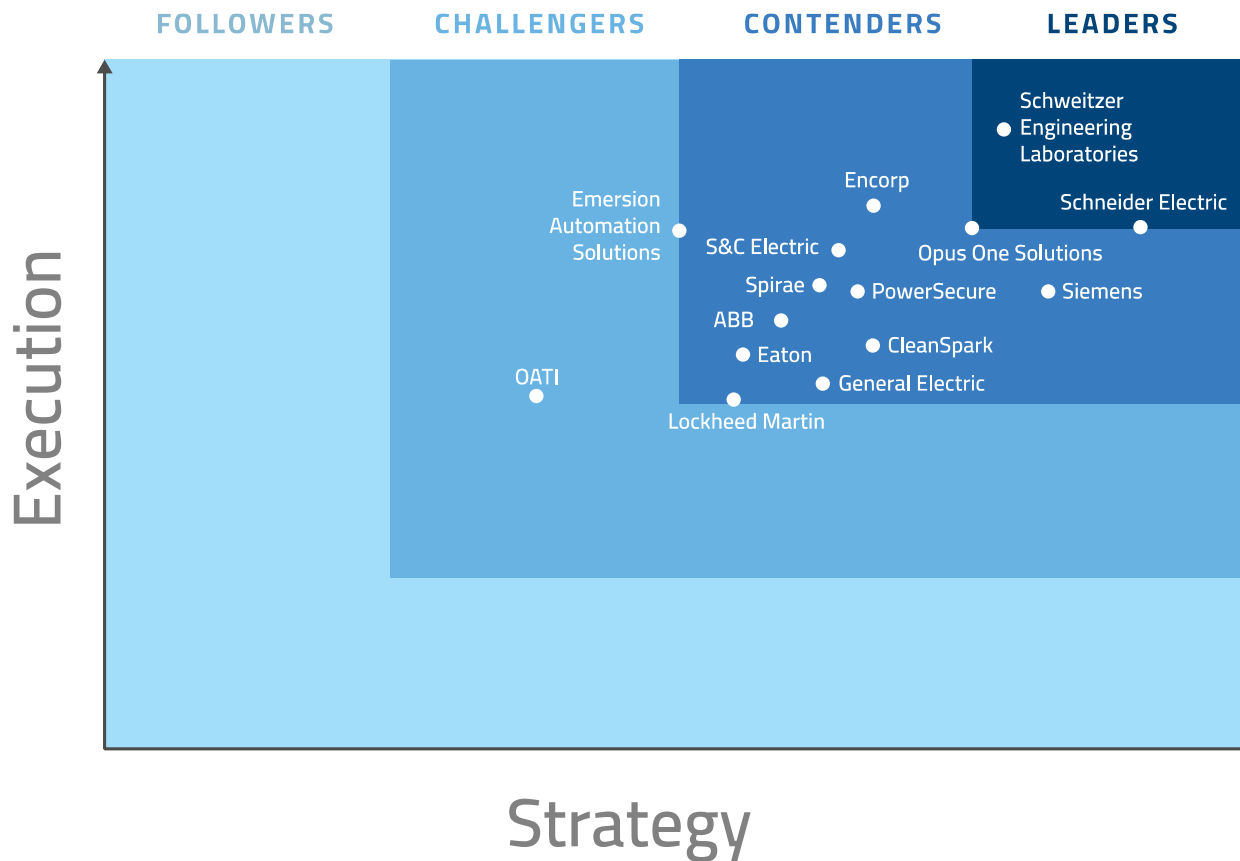 FOLLOWERS
CHALLENGERS
CONTENDERS
LEADERS
Schweitzer
Engineering
Laboratories
Encorp
Schneider Electric
Emersion
Automation
Solutions
S&C Electric
Opus One Solutions
Spirae
PowerSecure
Siemens
ABB
Eaton
CleanSpark
OATI
General Electric
Lockheed Martin
Execution
Strategy